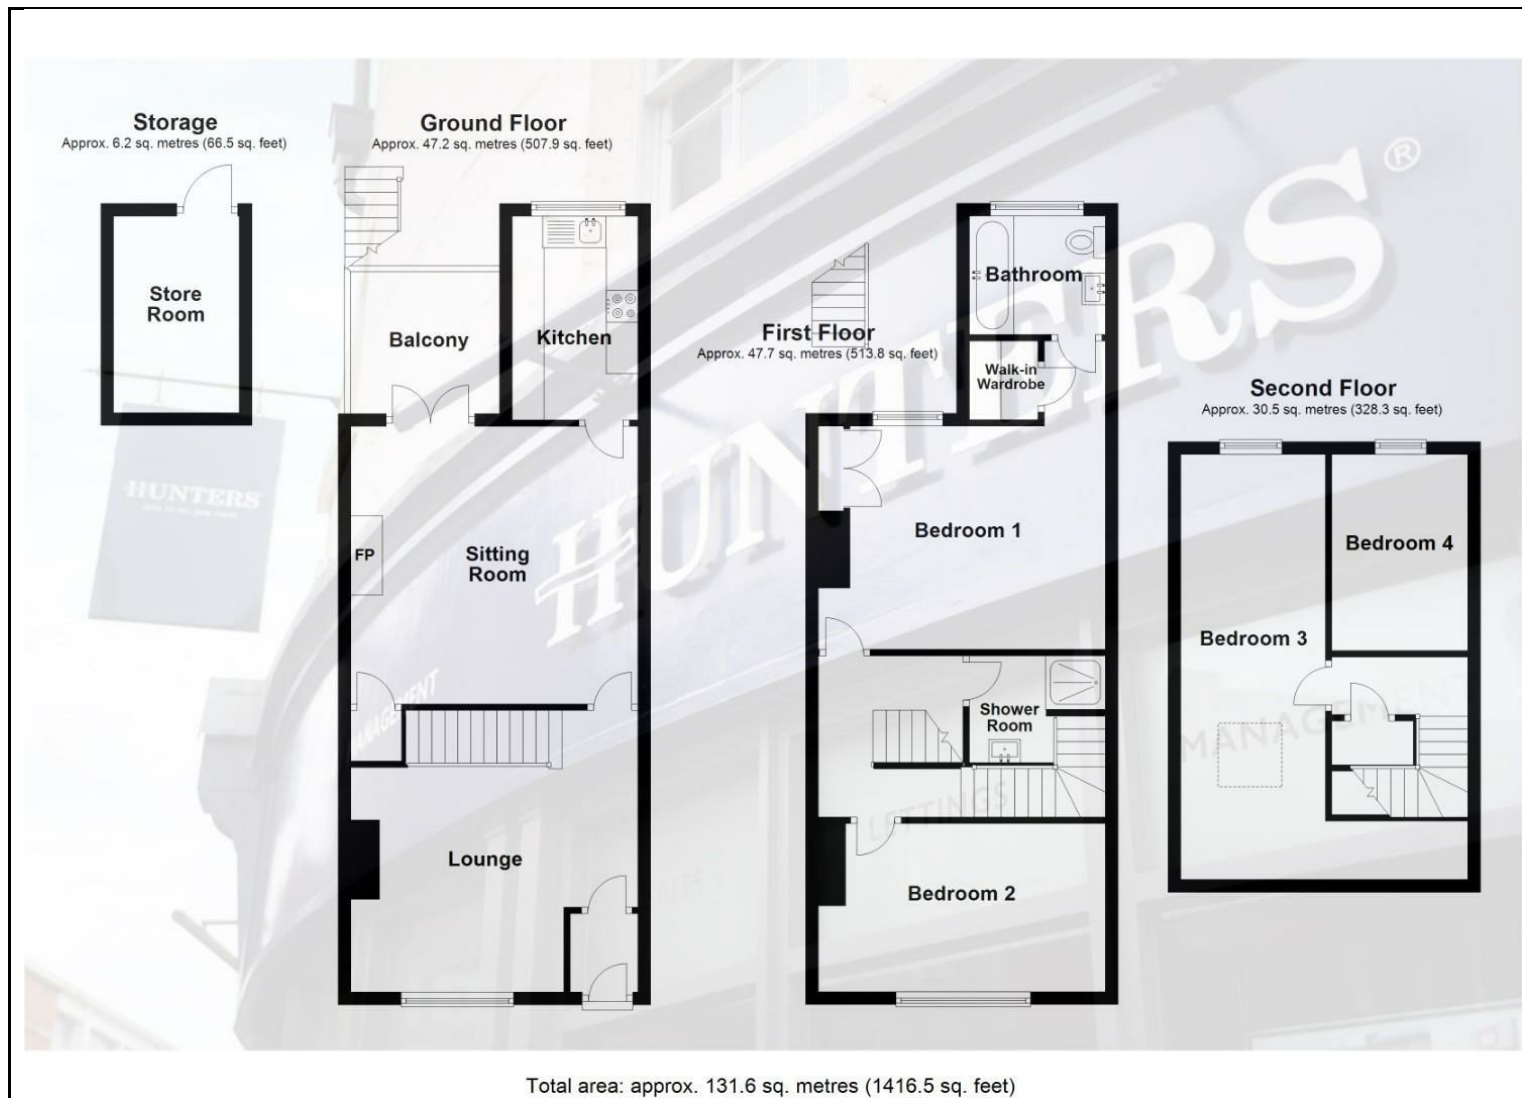 Storage
Approx. 6.2 sq. metres (66.5 sq. feet)
Store
Room
Ground Floor
Approx. 47.2 sq. metres (507.9 sq. feet)
Balcony
Kitchen
FP
Sitting
Room
Lounge
First Floor
Approx. 47.7 sq. metres (513.8 sq. feet)
Bathroom
Walk-in
Wardrobe
Bedroom 1
Shower
Room
Bedroom 2
Second Floor
Approx. 30.5 sq. metres (328.3 sq. feet)
Bedroom 4
Bedroom 3
HUNTERS®
HUNTERS
MANAGEMENT
MANAGEMENT
LETTINGS
Total area: approx. 131.6 sq. metres (1416.5 sq. feet)